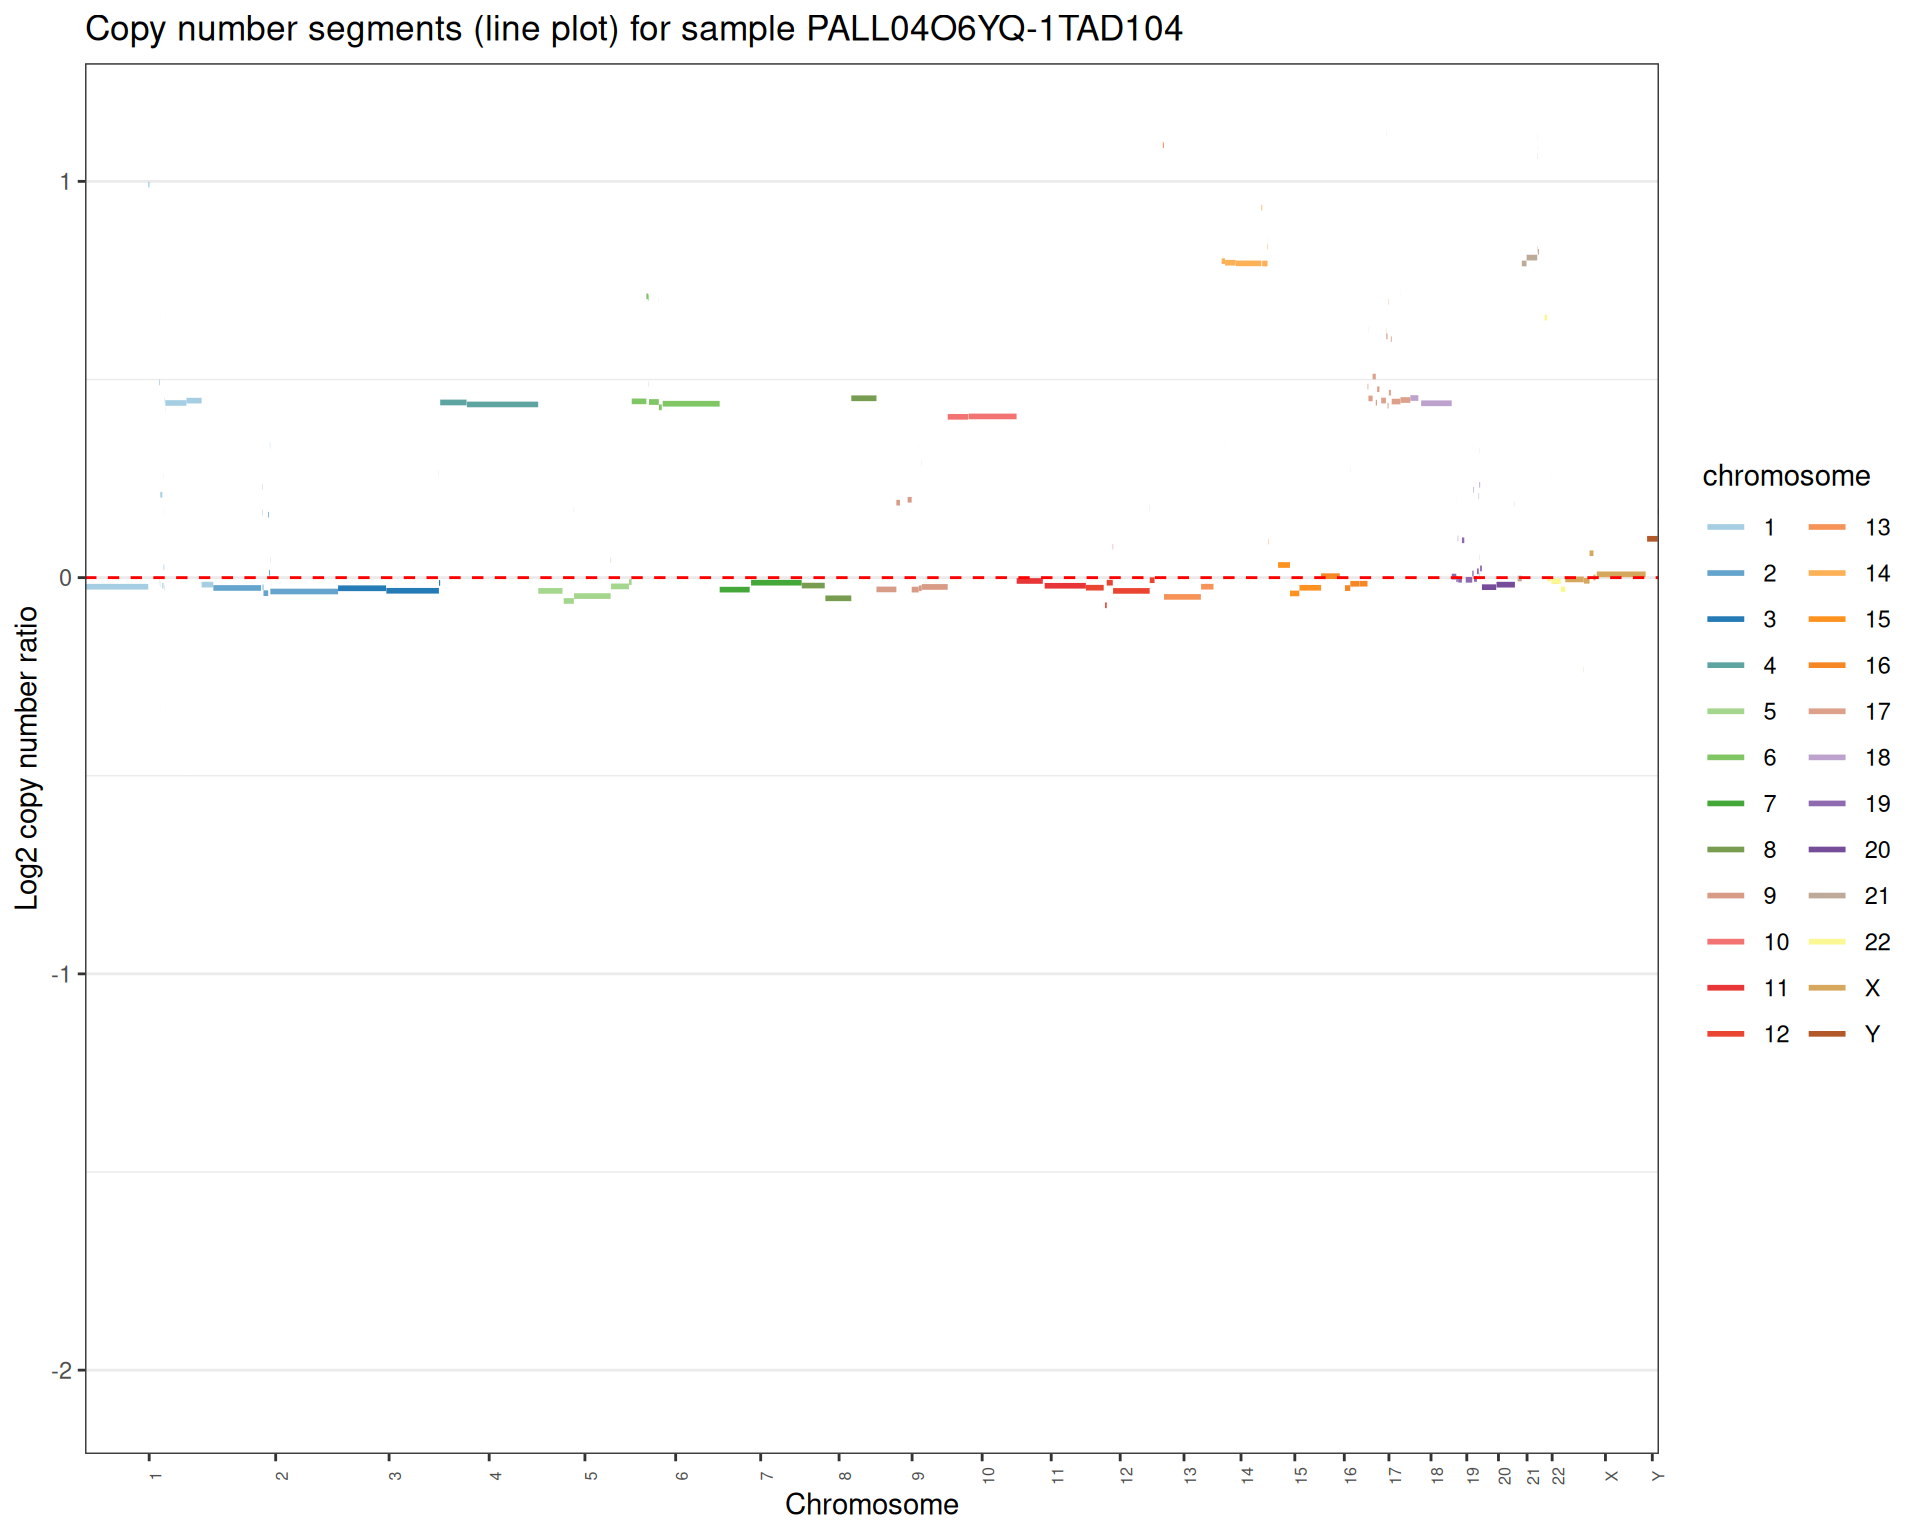 Copy number segments (line plot) for sample PALL04O6YQ-1TAD104
Log2 copy number ratio
1
0
-1
-2
1 2 3 4 5 6 7 8 9 10 11 12 13 14 15 16 17 18 19 20 21 22 X Y
Chromosome
chromosome
1 13
2 14
3 15
4 16
5 17
6 18
7 19
8 20
9 21
10 22
11 X
12 Y